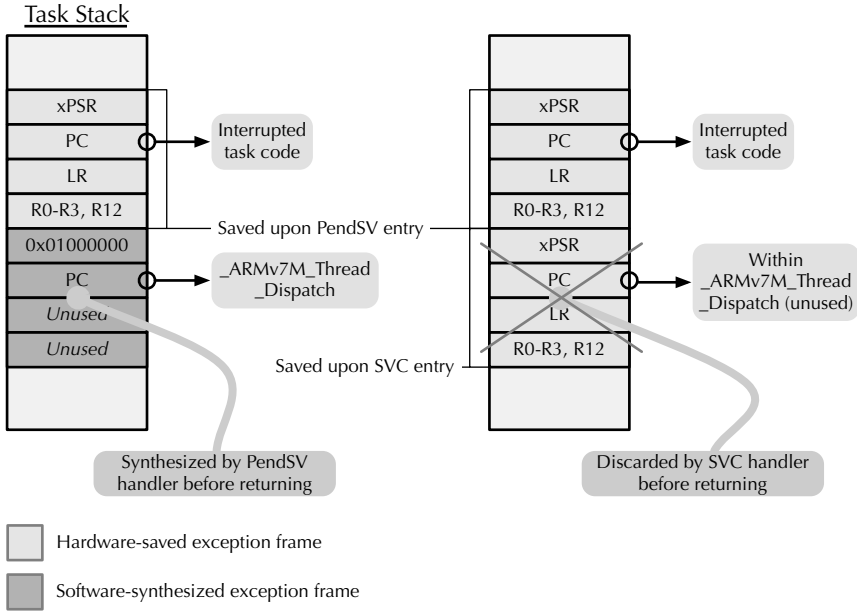 Task Stack
xPSR
PC
LR
R0-R3, R12
0x01000000
PC
Unused
Unused
Interrupted
task code
Saved upon PendSV entry
_ARMv7M_Thread
_Dispatch
Saved upon SVC entry
Synthesized by PendSV
handler before returning
xPSR
PC
LR
R0-R3, R12
xPSR
PC
LR
R0-R3, R12
Interrupted
task code
Within
_ARMv7M_Thread
_Dispatch (unused)
Discarded by SVC handler
before returning
Hardware-saved exception frame
Software-synthesized exception frame